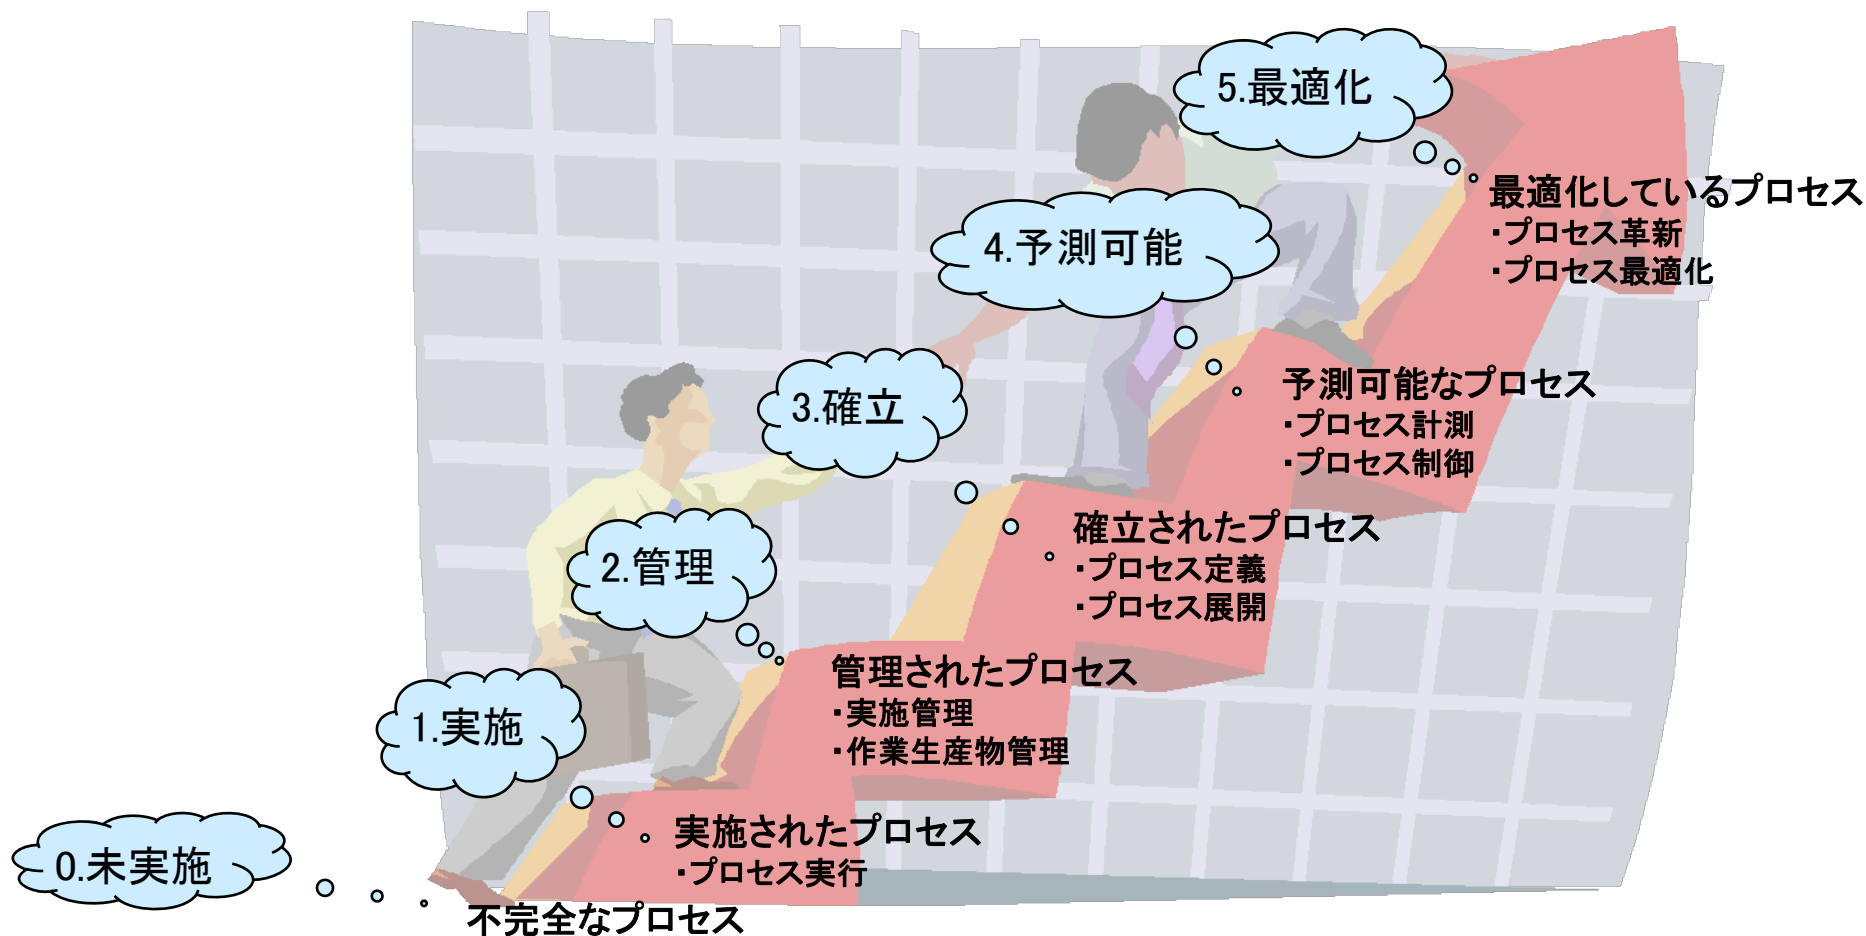 5.最適化
最適化しているプロセス
・プロセス革新
・プロセス最適化
4.予測可能
予測可能なプロセス
・プロセス計測
・プロセス制御
3.確立
確立されたプロセス
・プロセス定義
・プロセス展開
2.管理
管理されたプロセス
・実施管理
・作業生産物管理
1.実施
実施されたプロセス
・プロセス実行
0.未実施
不完全なプロセス